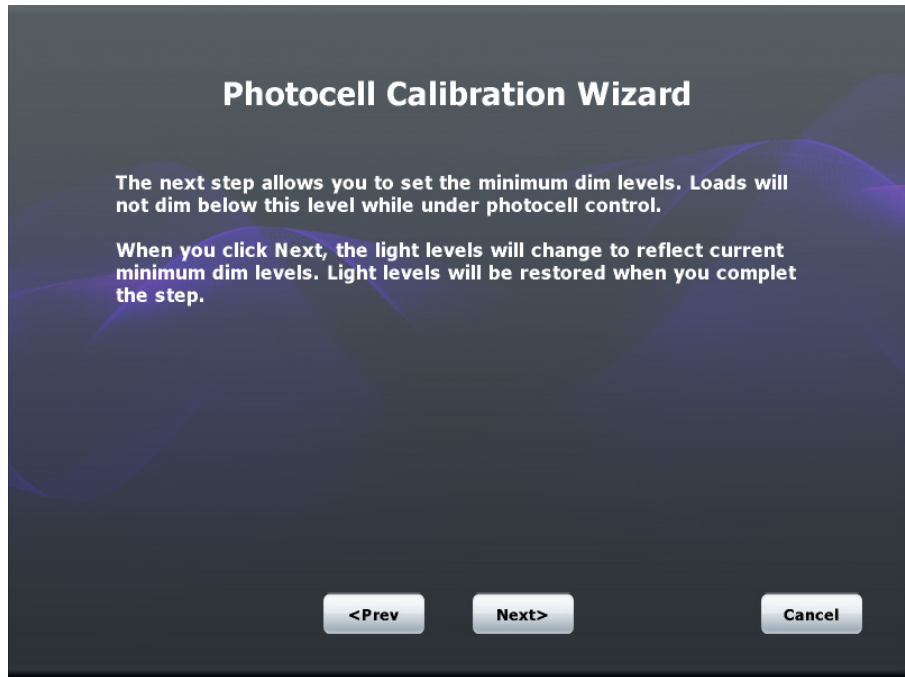 Photocell Calibration Wizard
The next step allows you to set the minimum dim levels. Loads will
not dim below this level while under photocell control.
When you click Next, the light levels will change to reflect current
minimum dim levels. Light levels will be restored when you complet
the step.
<Prev Next> Cancel